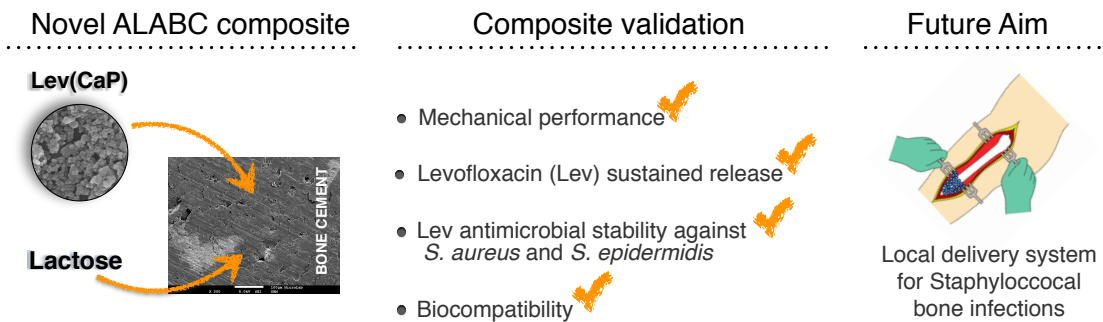 Novel ALABC composite
Lev(CaP)
BONE CEMENT
Lactose
Composite validation
• Mechanical performance
• Levofloxacin (Lev) sustained release
• Lev antimicrobial stability against
S. aureus and S. epidermidis
• Biocompatibility
Future Aim
Local delivery system
for Staphyloccocal
bone infections